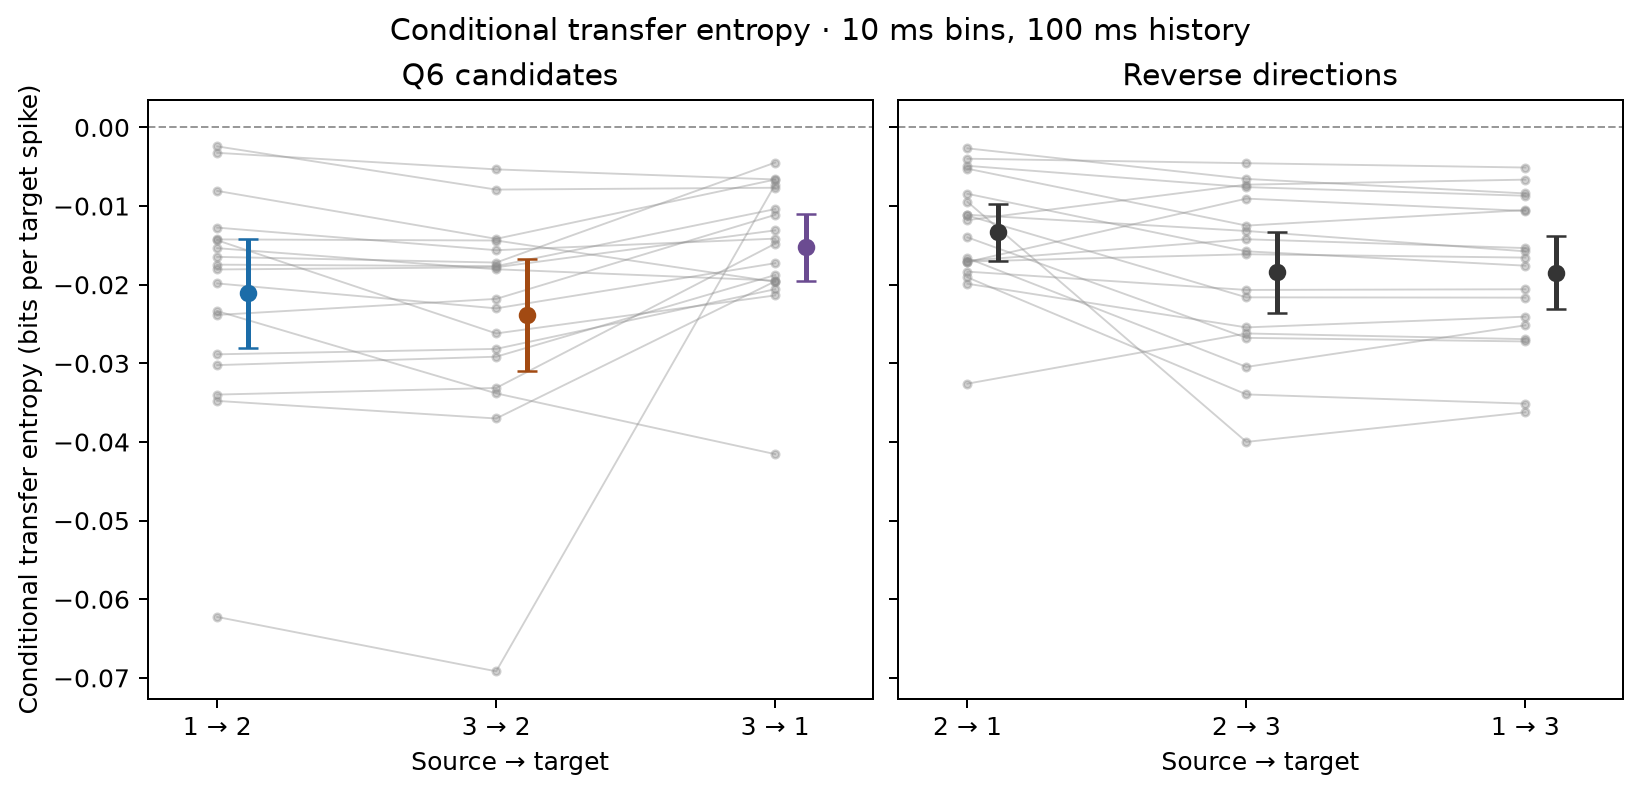 Conditional transfer entropy · 10 ms bins, 100 ms history
Q6 candidates
Reverse directions
Conditional transfer entropy (bits per target spike)
0.00
−0.01
−0.02
−0.03
−0.04
−0.05
−0.06
−0.07
1 → 2
3 → 2
3 → 1
2 → 1
2 → 3
1 → 3
Source → target
Source → target